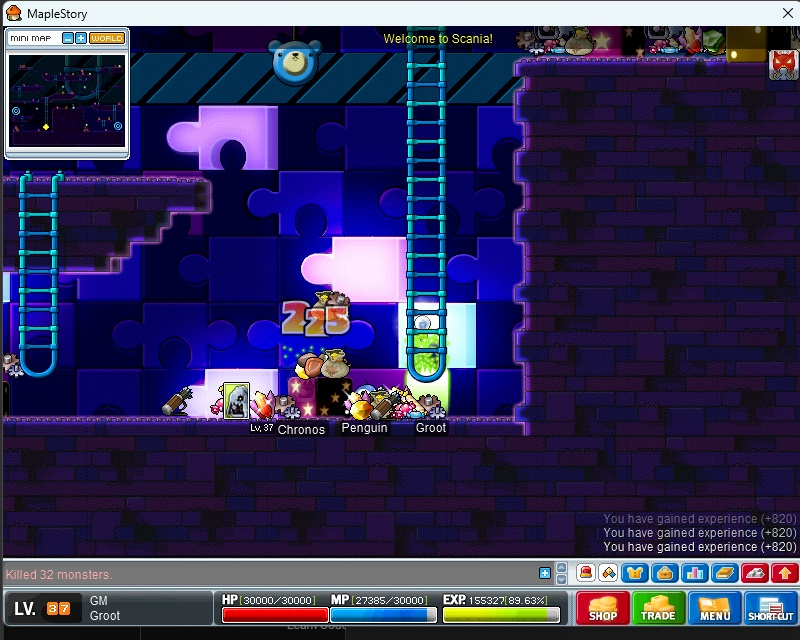 MapleStory
MINI MAP
WORLD
Welcome to Scania!
225
Lv. 37 Chronos
Penguin
Groot
You have gained experience (+820)
You have gained experience (+820)
You have gained experience (+820)
Killed 32 monsters.
LV. 37
GM
Groot
HP [30000/30000]
MP [27385/30000]
EXP. 155327[89.63%]
SHOP
TRADE
MENU
SHORTCUT